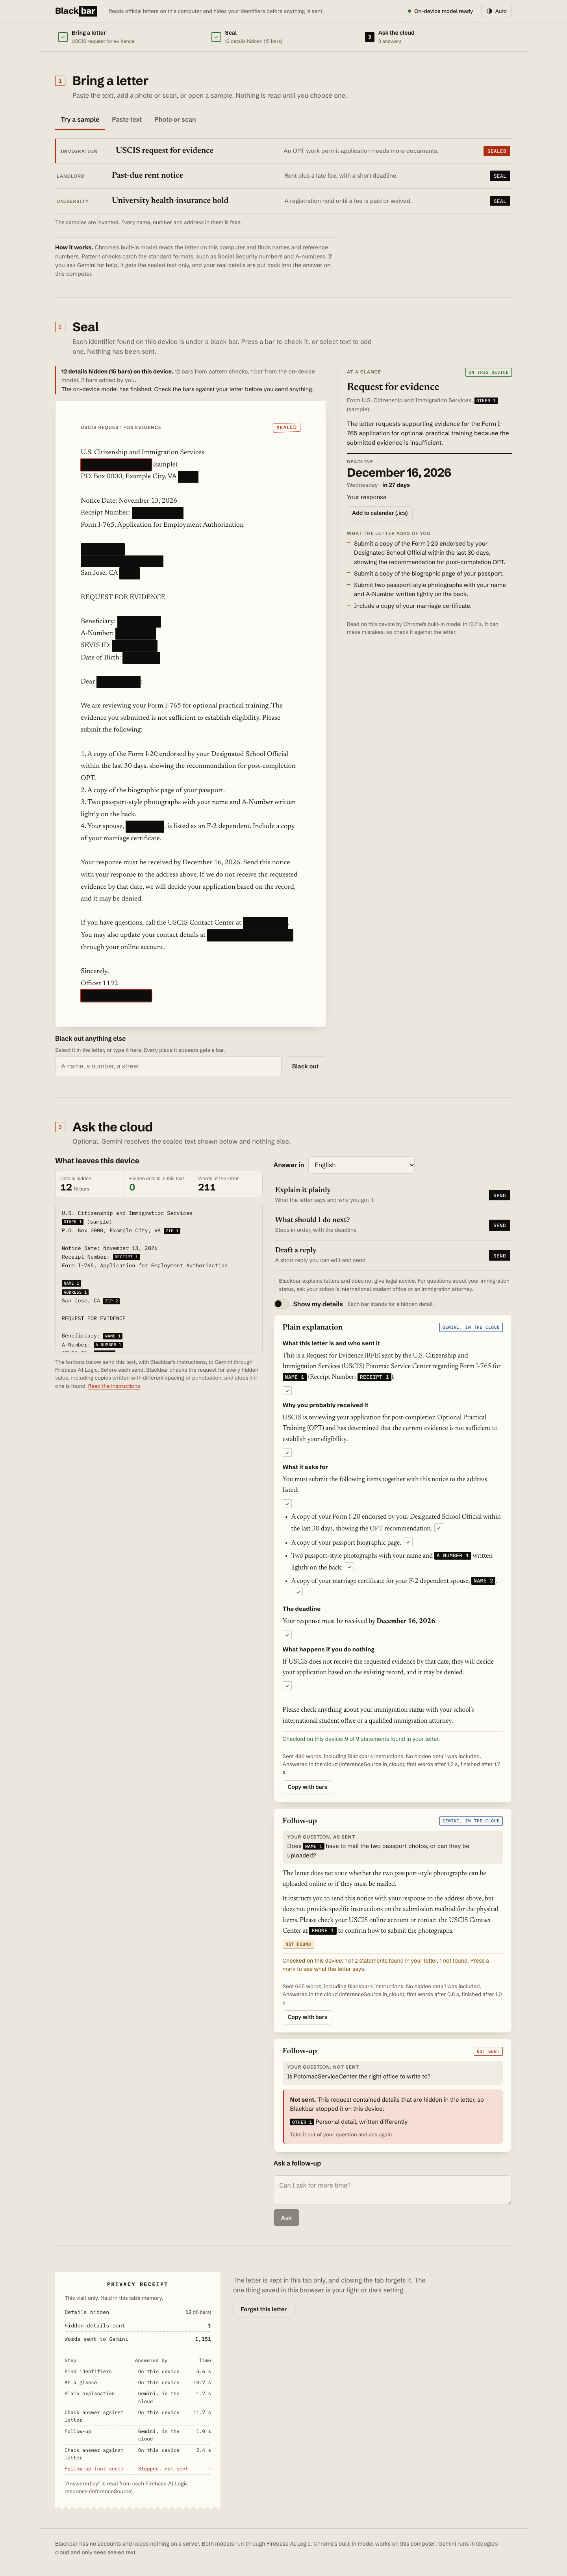 Blackbar
Reads official letters on this computer and hides your identifiers before anything is sent.
On-device model ready
Auto
Bring a letter
USCIS request for evidence
Seal
12 details hidden (15 bars)
3
Ask the cloud
3 answers
1
Bring a letter
Paste the text, add a photo or scan, or open a sample. Nothing is read until you choose one.
Try a sample
Paste text
Photo or scan
IMMIGRATION
USCIS request for evidence
An OPT work permit application needs more documents.
SEALED
LANDLORD
Past-due rent notice
Rent plus a late fee, with a short deadline.
SEAL
UNIVERSITY
University health-insurance hold
A registration hold until a fee is paid or waived.
SEAL
The samples are invented. Every name, number and address in them is fake.
How it works. Chrome's built-in model reads the letter on this computer and finds names and reference
numbers. Pattern checks catch the standard formats, such as Social Security numbers and A-numbers. If
you ask Gemini for help, it gets the sealed text only, and your real details are put back into the answer on
this computer.
2
Seal
Each identifier found on this device is under a black bar. Press a bar to check it, or select text to add
one. Nothing has been sent.
12 details hidden (15 bars) on this device. 12 bars from pattern checks, 1 bar from the on-device
model, 2 bars added by you.
The on-device model has finished. Check the bars against your letter before you send anything.
USCIS REQUEST FOR EVIDENCE
SEALED
U.S. Citizenship and Immigration Services
(sample)
P.O. Box 0000, Example City, VA
Notice Date: November 13, 2026
Receipt Number:
Form I-765, Application for Employment Authorization
San Jose, CA
REQUEST FOR EVIDENCE
Beneficiary:
A-Number:
SEVIS ID:
Date of Birth:
Dear :
We are reviewing your Form I-765 for optional practical training. The
evidence you submitted is not sufficient to establish eligibility. Please
submit the following:
1. A copy of the Form I-20 endorsed by your Designated School Official
within the last 30 days, showing the recommendation for post-completion
OPT.
2. A copy of the biographic page of your passport.
3. Two passport-style photographs with your name and A-Number written
lightly on the back.
4. Your spouse, , is listed as an F-2 dependent. Include a copy
of your marriage certificate.
Your response must be received by December 16, 2026. Send this notice
with your response to the address above. If we do not receive the requested
evidence by that date, we will decide your application based on the record,
and it may be denied.
If you have questions, call the USCIS Contact Center at .
You may also update your contact details at
through your online account.
Sincerely,
Officer 1192
Black out anything else
Select it in the letter, or type it here. Every place it appears gets a bar.
A name, a number, a street
Black out
AT A GLANCE
ON THIS DEVICE
Request for evidence
From U.S. Citizenship and Immigration Services, OTHER 1
(sample)
The letter requests supporting evidence for the Form I-
765 application for optional practical training because the
submitted evidence is insufficient.
DEADLINE
December 16, 2026
Wednesday · in 27 days
Your response
Add to calendar (.ics)
WHAT THE LETTER ASKS OF YOU
Submit a copy of the Form I-20 endorsed by your
Designated School Official within the last 30 days,
showing the recommendation for post-completion OPT.
Submit a copy of the biographic page of your passport.
Submit two passport-style photographs with your name
and A-Number written lightly on the back.
Include a copy of your marriage certificate.
Read on this device by Chrome's built-in model in 10.7 s. It can
make mistakes, so check it against the letter.
3
Ask the cloud
Optional. Gemini receives the sealed text shown below and nothing else.
What leaves this device
Details hidden
12 15 bars
Hidden details in this text
0
Words of the letter
211
U.S. Citizenship and Immigration Services
OTHER 1 (sample)
P.O. Box 0000, Example City, VA ZIP 1
Notice Date: November 13, 2026
Receipt Number: RECEIPT 1
Form I-765, Application for Employment Authorization
NAME 1
ADDRESS 1
San Jose, CA ZIP 2
REQUEST FOR EVIDENCE
Beneficiary: NAME 1
A-Number: A NUMBER 1
The buttons below send this text, with Blackbar's instructions, to Gemini through
Firebase AI Logic. Before each send, Blackbar checks the request for every hidden
value, including copies written with different spacing or punctuation, and stops it if
one is found. Read the instructions
Answer in
English
Explain it plainly
What the letter says and why you got it
SEND
What should I do next?
Steps in order, with the deadline
SEND
Draft a reply
A short reply you can edit and send
SEND
Blackbar explains letters and does not give legal advice. For questions about your immigration
status, ask your school's international student office or an immigration attorney.
Show my details
Each bar stands for a hidden detail.
Plain explanation
GEMINI, IN THE CLOUD
What this letter is and who sent it
This is a Request for Evidence (RFE) sent by the U.S. Citizenship and
Immigration Services (USCIS) Potomac Service Center regarding Form I-765 for
NAME 1 (Receipt Number: RECEIPT 1).
Why you probably received it
USCIS is reviewing your application for post-completion Optional Practical
Training (OPT) and has determined that the current evidence is not sufficient to
establish your eligibility.
What it asks for
You must submit the following items together with this notice to the address
listed:
A copy of your Form I-20 endorsed by your Designated School Official within
the last 30 days, showing the OPT recommendation.
A copy of your passport biographic page.
Two passport-style photographs with your name and A NUMBER 1 written
lightly on the back.
A copy of your marriage certificate for your F-2 dependent spouse, NAME 2.
The deadline
Your response must be received by December 16, 2026.
What happens if you do nothing
If USCIS does not receive the requested evidence by that date, they will decide
your application based on the existing record, and it may be denied.
Please check anything about your immigration status with your school's
international student office or a qualified immigration attorney.
Checked on this device: 9 of 9 statements found in your letter.
Sent 486 words, including Blackbar's instructions. No hidden detail was included.
Answered in the cloud (inferenceSource in_cloud); first words after 1.2 s, finished after 1.7
s.
Copy with bars
Follow-up
GEMINI, IN THE CLOUD
YOUR QUESTION, AS SENT
Does NAME 1 have to mail the two passport photos, or can they be
uploaded?
The letter does not state whether the two passport-style photographs can be
uploaded online or if they must be mailed.
It instructs you to send this notice with your response to the address above, but
does not provide specific instructions on the submission method for the physical
items. Please check your USCIS online account or contact the USCIS Contact
Center at PHONE 1 to confirm how to submit the photographs.
NOT FOUND
Checked on this device: 1 of 2 statements found in your letter, 1 not found. Press a
mark to see what the letter says.
Sent 665 words, including Blackbar's instructions. No hidden detail was included.
Answered in the cloud (inferenceSource in_cloud); first words after 0.8 s, finished after 1.0
s.
Copy with bars
Follow-up
NOT SENT
YOUR QUESTION, NOT SENT
Is PotomacServiceCenter the right office to write to?
Not sent. This request contained details that are hidden in the letter, so
Blackbar stopped it on this device:
OTHER 1 Personal detail, written differently
Take it out of your question and ask again.
Ask a follow-up
Can I ask for more time?
Ask
PRIVACY RECEIPT
This visit only. Held in this tab's memory.
Details hidden 12 (15 bars)
Hidden details sent 1
Words sent to Gemini 1,151
Step Answered by Time
Find identifiers On this device 5.6 s
At a glance On this device 10.7 s
Plain explanation Gemini, in the cloud 1.7 s
Check answer against letter On this device 11.7 s
Follow-up Gemini, in the cloud 1.0 s
Check answer against letter On this device 2.4 s
Follow-up (not sent) Stopped, not sent —
"Answered by" is read from each Firebase AI Logic
response (inferenceSource).
The letter is kept in this tab only, and closing the tab forgets it. The
one thing saved in this browser is your light or dark setting.
Forget this letter
Blackbar has no accounts and keeps nothing on a server. Both models run through Firebase AI Logic. Chrome's built-in model works on this computer; Gemini runs in Google's
cloud and only sees sealed text.